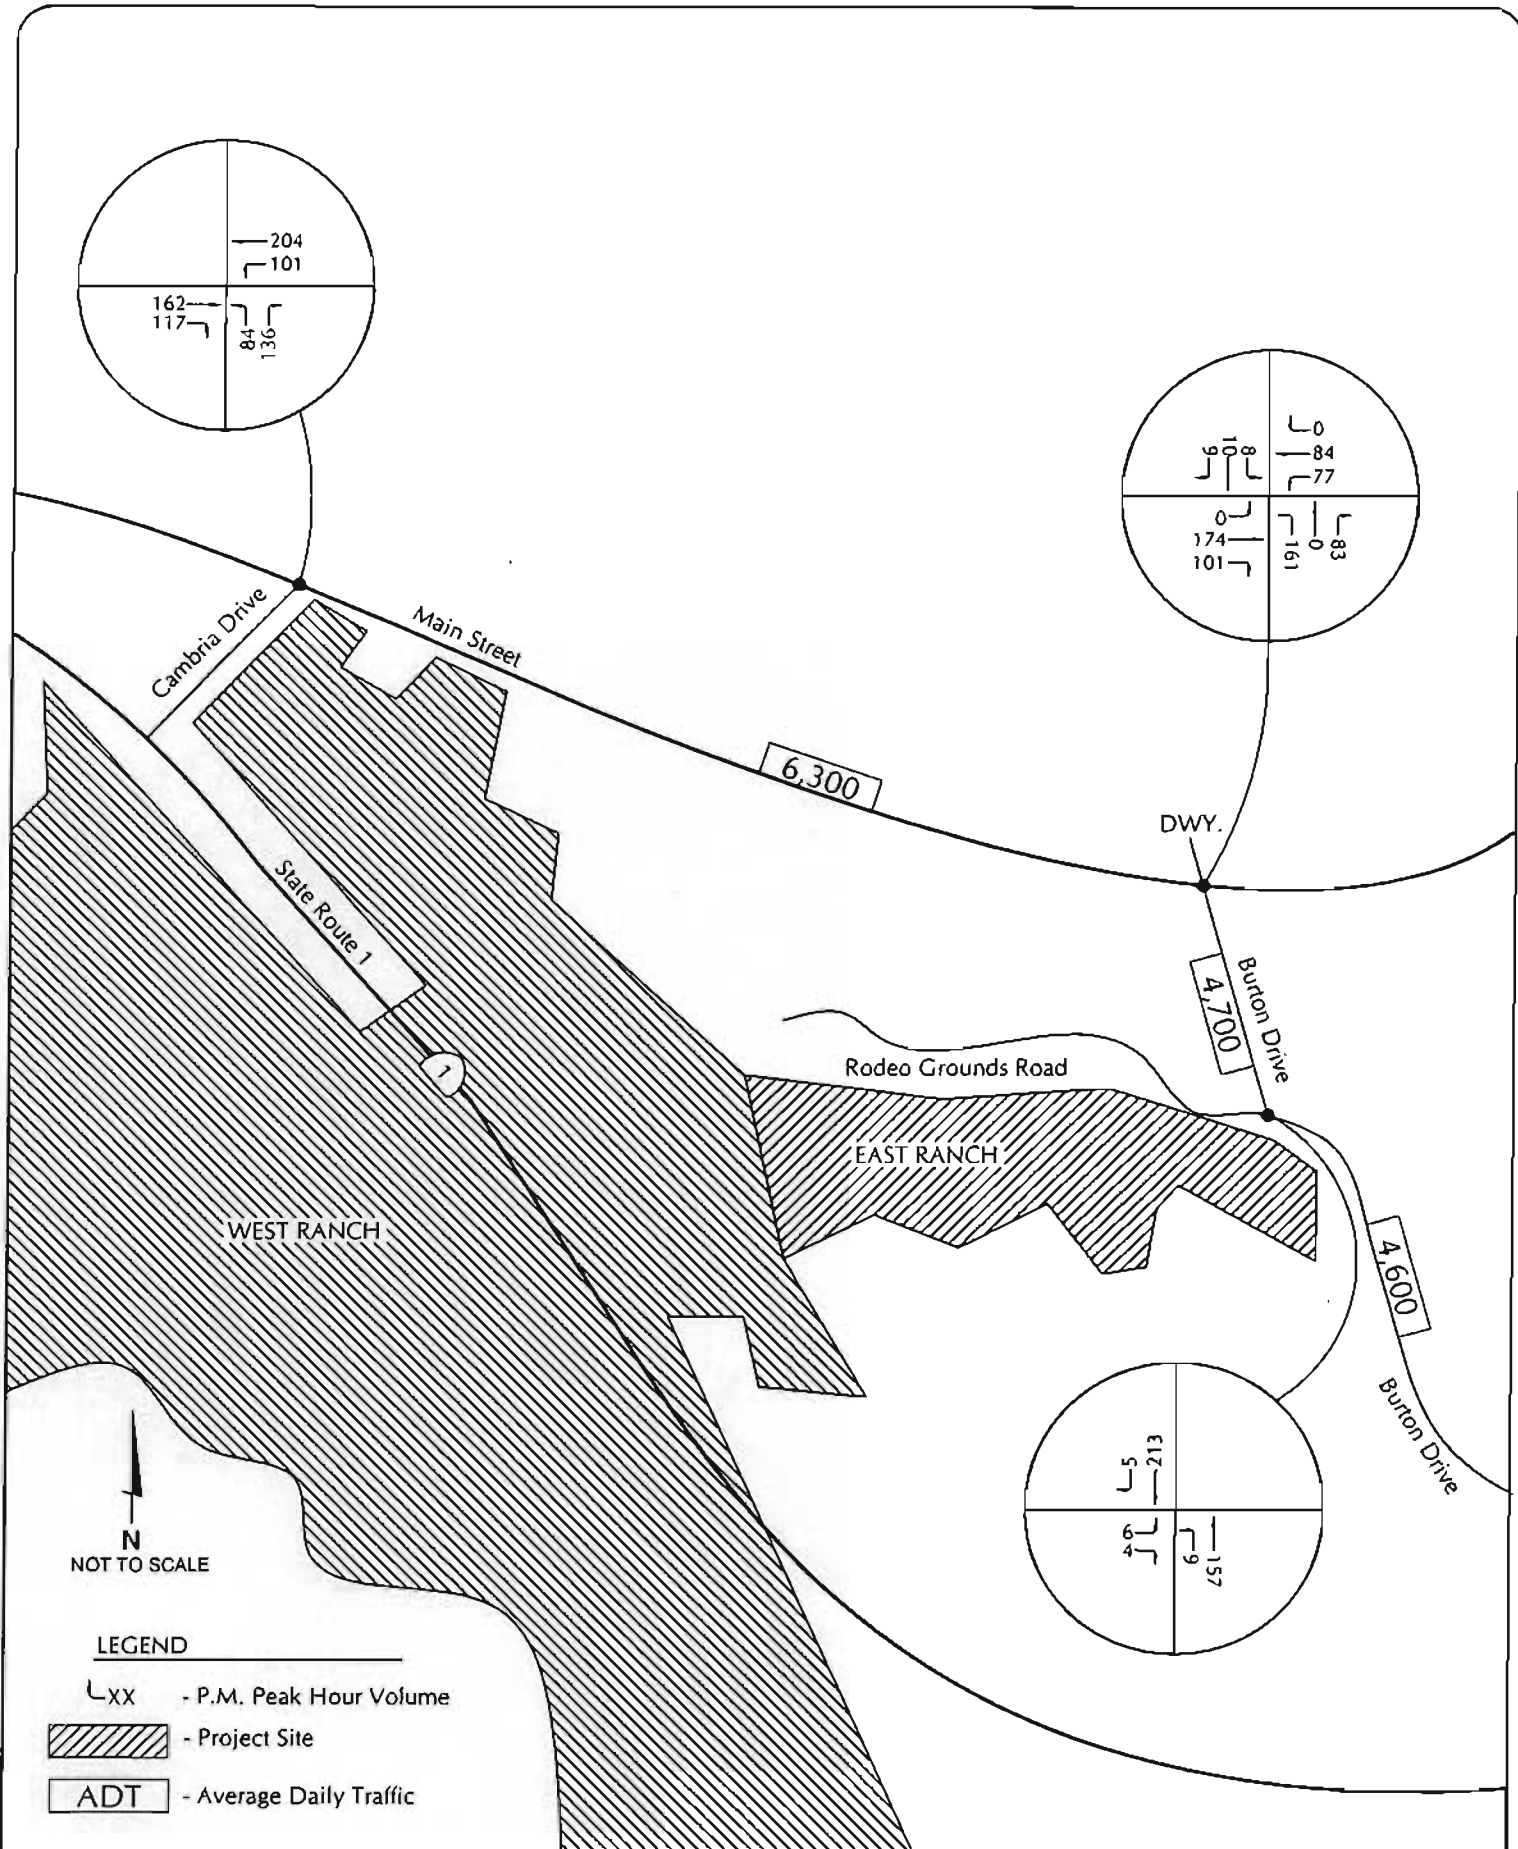 204
101
162
117
84
136
0
84
77
9
10
8
0
174
101
161
0
83
Cambria Drive
Main Street
6,300
DWY.
State Route 1
4,700
Burton Drive
1
Rodeo Grounds Road
EAST RANCH
WEST RANCH
4,600
Burton Drive
5
213
6
4
9
157
N
NOT TO SCALE
LEGEND
XX - P.M. Peak Hour Volume
- Project Site
ADT - Average Daily Traffic